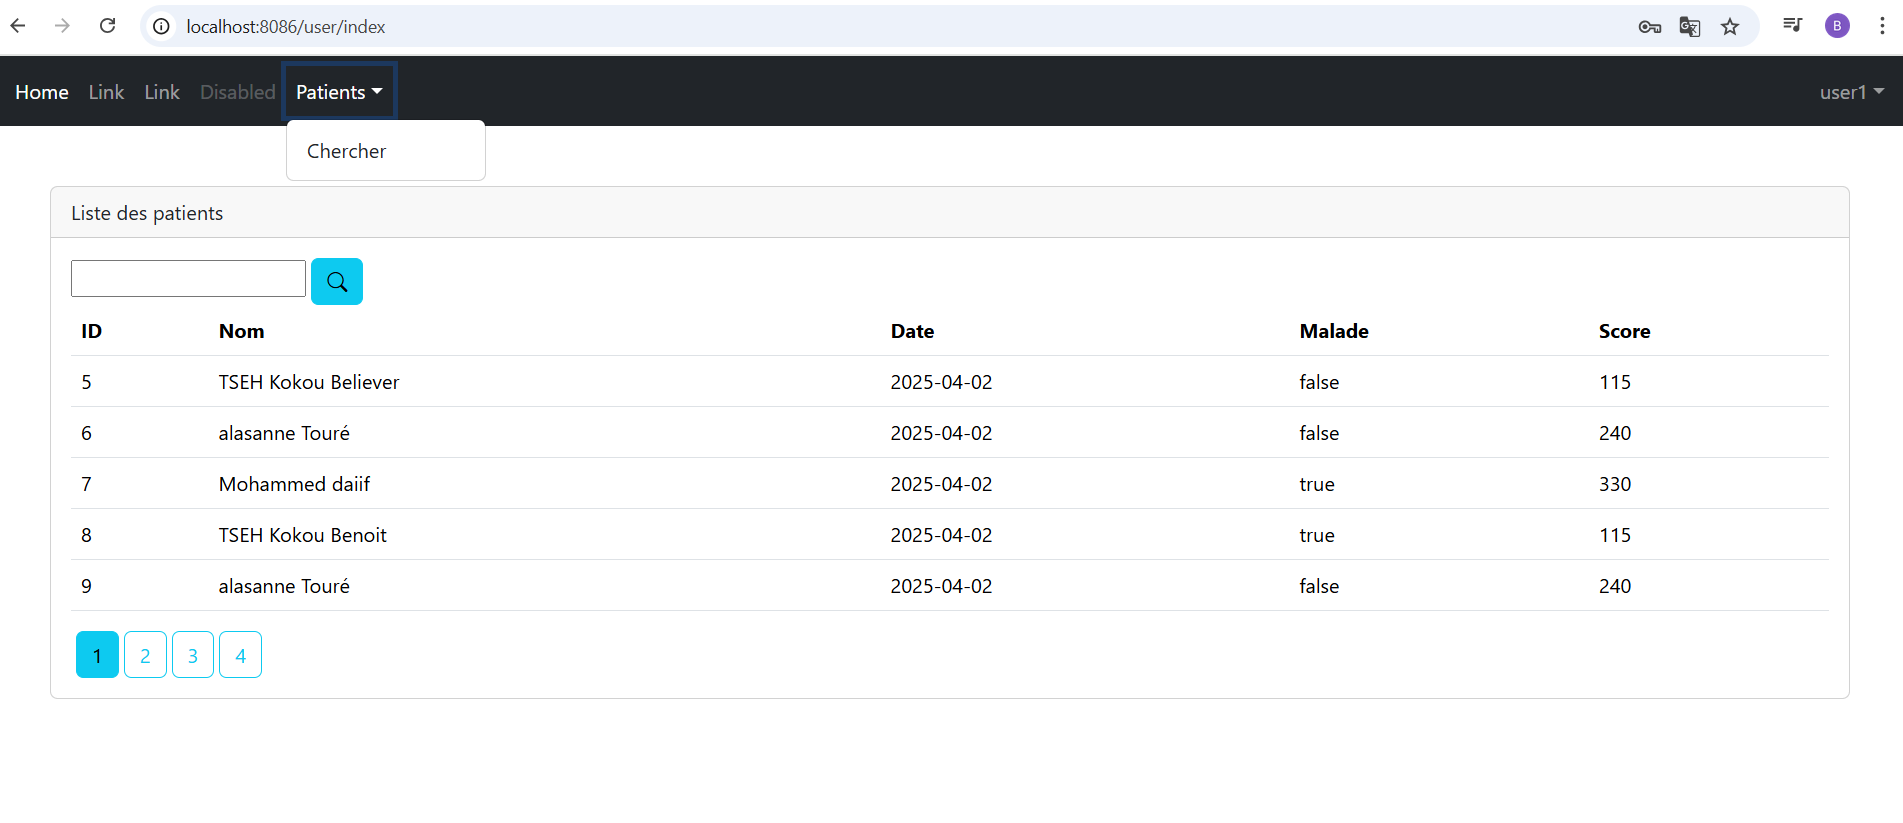 localhost:8086/user/index
B
Home Link Link Disabled Patients user1
Chercher
Liste des patients
ID Nom Date Malade Score
5 TSEH Kokou Believer 2025-04-02 false 115
6 alasanne Touré 2025-04-02 false 240
7 Mohammed daiif 2025-04-02 true 330
8 TSEH Kokou Benoit 2025-04-02 true 115
9 alasanne Touré 2025-04-02 false 240
1 2 3 4